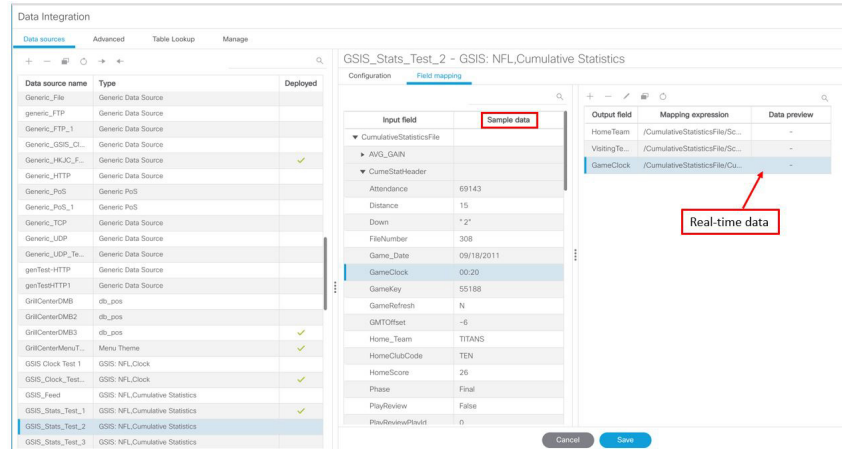 Data Integration
Data sources Advanced Table Lookup Manage
Data source name Type Deployed
Generic_File Generic Data Source
generic_FTP Generic Data Source
Generic_FTP_1 Generic Data Source
Generic_GSIS_Cl... Generic Data Source
Generic_HKJC_F... Generic Data Source
Generic_HTTP Generic Data Source
Generic_PoS Generic PoS
Generic_PoS_1 Generic PoS
Generic_TCP Generic Data Source
Generic_UDP Generic Data Source
Generic_UDP_Te... Generic Data Source
genTest-HTTP Generic Data Source
genTestHTTP1 Generic Data Source
GrillCenterDMB db_pos
GrillCenterDMB2 db_pos
GrillCenterDMB3 db_pos
GrillCenterMenuT... Menu Theme
GSIS Clock Test 1 GSIS: NFL,Clock
GSIS_Clock_Test... GSIS: NFL,Clock
GSIS_Feed GSIS: NFL,Cumulative Statistics
GSIS_Stats_Test_1 GSIS: NFL,Cumulative Statistics
GSIS_Stats_Test_2 GSIS: NFL,Cumulative Statistics
GSIS_Stats_Test_3 GSIS: NFL,Cumulative Statistics
GSIS_Stats_Test_2 - GSIS: NFL,Cumulative Statistics
Configuration Field mapping
Input field Sample data
CumulativeStatisticsFile
AVG_GAIN
CumeStatHeader
Attendance 69143
Distance 15
Down " 2"
FileNumber 308
Game_Date 09/18/2011
GameClock 00:20
GameKey 55188
GameRefresh N
GMTOffset -6
Home_Team TITANS
HomeClubCode TEN
HomeScore 26
Phase Final
PlayReview False
PlayReviewPlayId 0
Output field Mapping expression Data preview
HomeTeam /CumulativeStatisticsFile/Sc... -
VisitingTe... /CumulativeStatisticsFile/Sc... -
GameClock /CumulativeStatisticsFile/Cu... -
Real-time data
Cancel Save